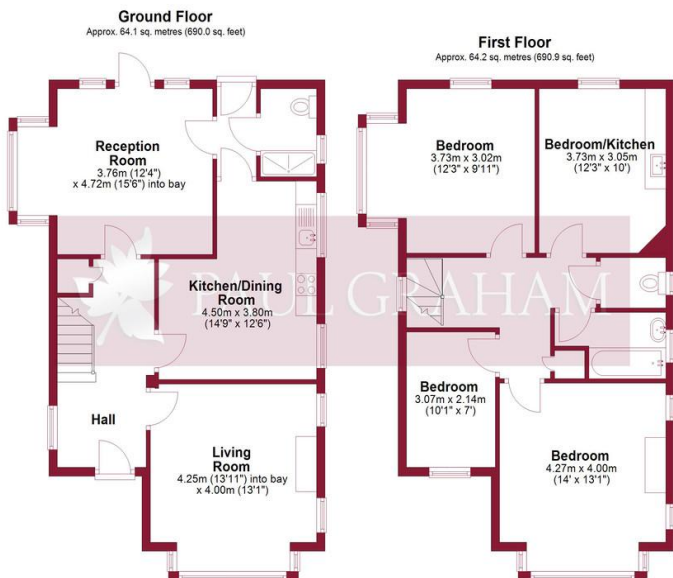 Ground Floor
Approx. 64.1 sq. metres (690.0 sq. feet)
Reception
Room
3.76m (12'4")
x 4.72m (15'6") into bay
Kitchen/Dining
Room
4.50m x 3.80m
(14'9" x 12'6")
Hall
Living
Room
4.25m (13'11") into bay
x 4.00m (13'1")
First Floor
Approx. 64.2 sq. metres (690.9 sq. feet)
Bedroom
3.73m x 3.02m
(12'3" x 9'11")
Bedroom/Kitchen
3.73m x 3.05m
(12'3" x 10')
Bedroom
3.07m x 2.14m
(10'1" x 7')
Bedroom
4.27m x 4.00m
(14' x 13'1")
PAUL GRAHAM